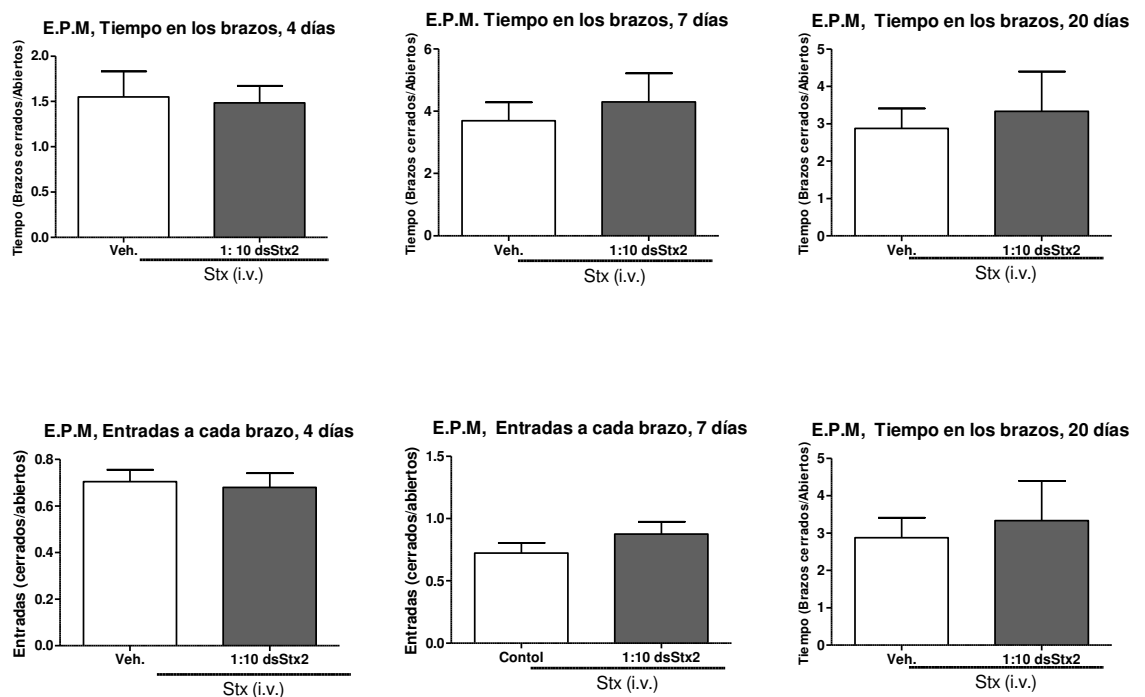 E.P.M, Tiempo en los brazos, 4 días
Tiempo (Brazos cerrados/Abiertos)
2.0
1.5
1.0
0.5
0.0
Veh.
1: 10 dsStx2
Stx (i.v.)
E.P.M. Tiempo en los brazos, 7 días
Tiempo (Brazos cerrados/Abiertos)
6
4
2
0
Veh.
1:10 dsStx2
Stx (i.v.)
E.P.M, Tiempo en los brazos, 20 días
Tiempo (Brazos cerrados/Abiertos)
5
4
3
2
1
0
Veh.
1:10 dsStx2
Stx (i.v.)
E.P.M, Entradas a cada brazo, 4 días
Entradas (cerrados/abiertos)
0.8
0.6
0.4
0.2
0.0
Veh.
1:10 dsStx2
Stx (i.v.)
E.P.M, Entradas a cada brazo, 7 días
Entradas (cerrados/abiertos)
1.5
1.0
0.5
0.0
Contol
1:10 dsStx2
Stx (i.v.)
E.P.M, Tiempo en los brazos, 20 días
Tiempo (Brazos cerrados/Abiertos)
5
4
3
2
1
0
Veh.
1:10 dsStx2
Stx (i.v.)